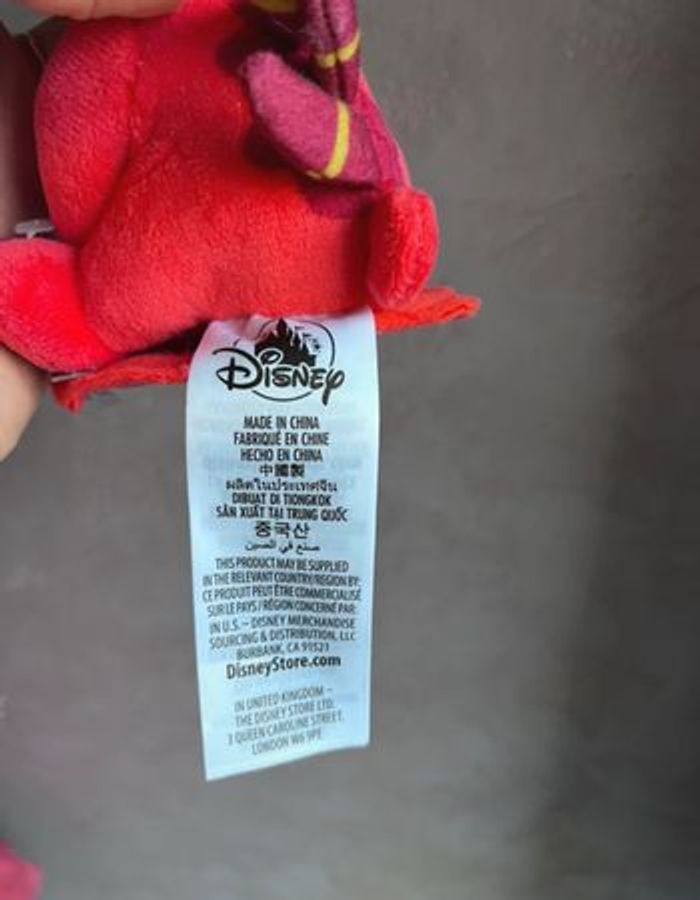 Disney
MADE IN CHINA
FABRIQUÉ EN CHINE
HECHO EN CHINA
中國製
ผลิตในประเทศจีน
DIBUAT DI TIONGKOK
SẢN XUẤT TẠI TRUNG QUỐC
중국산
صنع في الصين
THIS PRODUCT MAY BE SUPPLIED
IN THE RELEVANT COUNTRY/REGION BY:
CE PRODUIT PEUT ÊTRE COMMERCIALISÉ
SUR LE PAYS / RÉGION CONCERNÉ PAR:
IN U.S. – DISNEY MERCHANDISE
SOURCING & DISTRIBUTION, LLC
BURBANK, CA 91521
DisneyStore.com
IN UNITED KINGDOM –
THE DISNEY STORE LTD.
3 QUEEN CAROLINE STREET,
LONDON W6 9PE